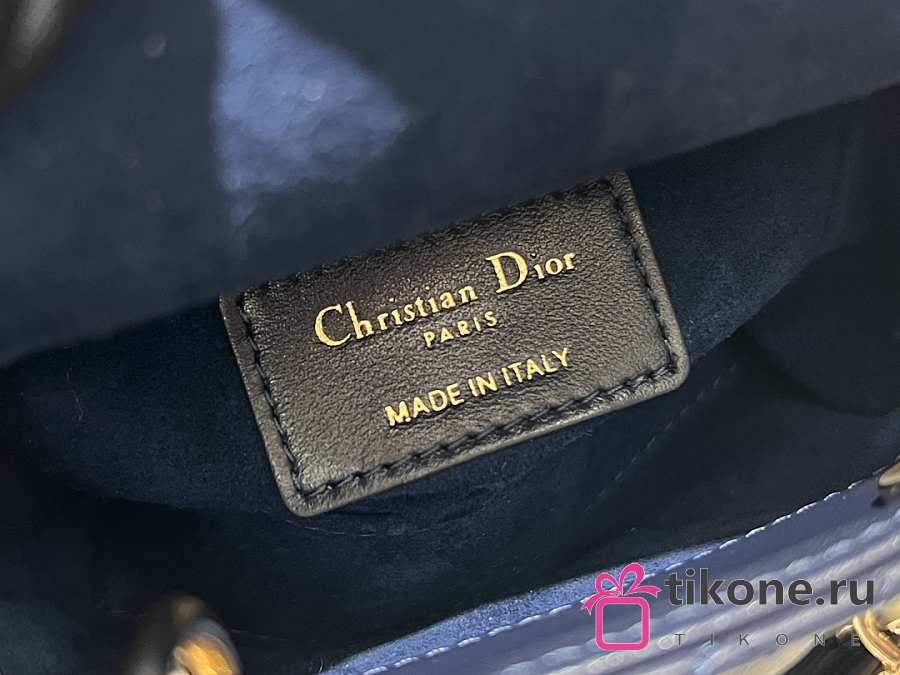 Christian Dior
PARIS
MADE IN ITALY
tikone.ru
TIKONE